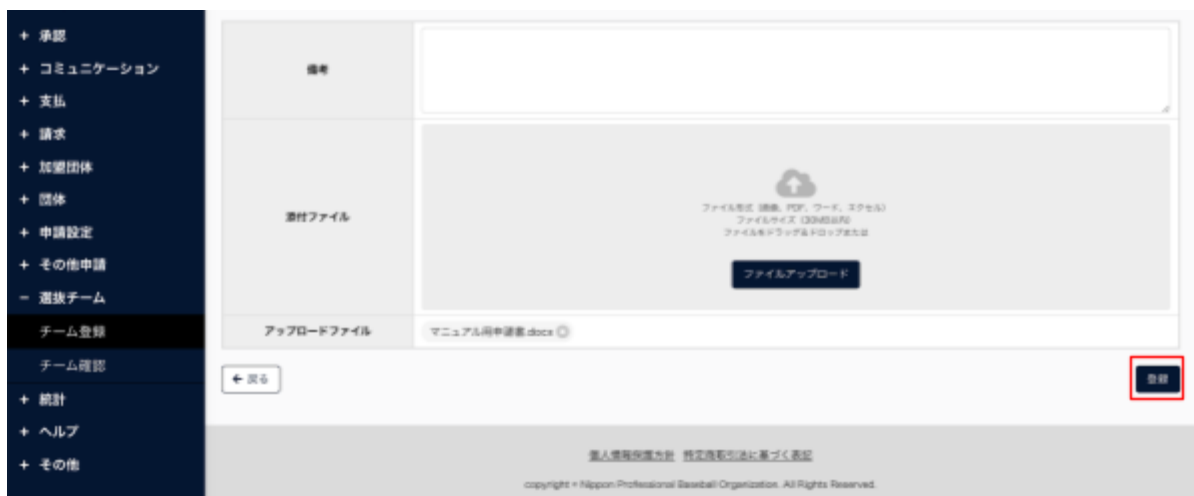 + 承認
+ コミュニケーション
+ 支払
+ 請求
+ 加盟団体
+ 団体
+ 申請設定
+ その他申請
− 選抜チーム
チーム登録
チーム確認
+ 統計
+ ヘルプ
+ その他
備考
添付ファイル
ファイル形式（画像、PDF、ワード、エクセル）
ファイルサイズ（30MB以内）
ファイルをドラッグ&ドロップまたは
ファイルアップロード
アップロードファイル
マニュアル用申請書.docx
← 戻る
登録
個人情報保護方針 特定商取引法に基づく表記
copyright © Nippon Professional Baseball Organization. All Rights Reserved.